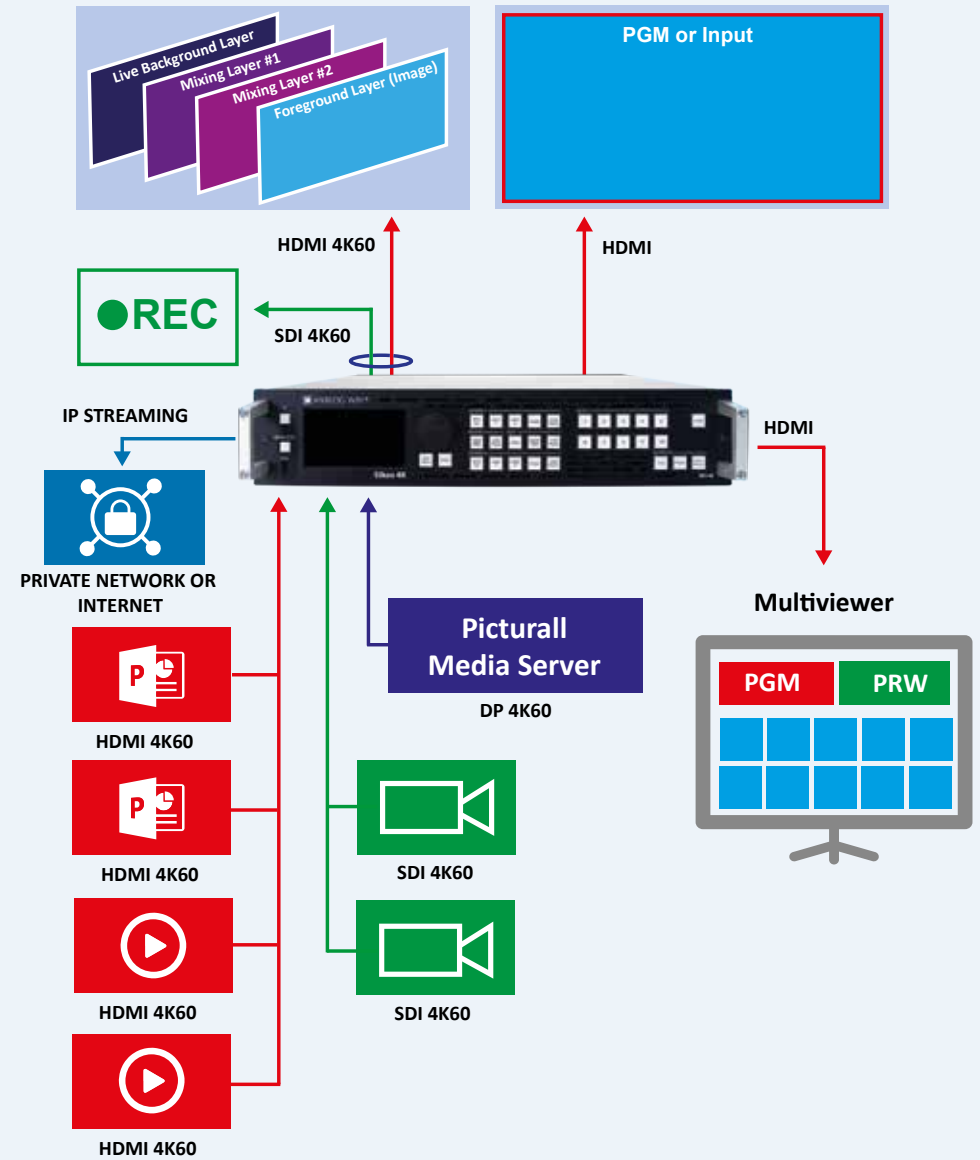 Live Background Layer
Mixing Layer #1
Mixing Layer #2
Foreground Layer (Image)
PGM or Input
HDMI 4K60
HDMI
REC
SDI 4K60
IP STREAMING
HDMI
ANALOG WAY
PRIVATE NETWORK OR
INTERNET
Picturall
Media Server
DP 4K60
Multiviewer
PGM
PRW
P
HDMI 4K60
P
HDMI 4K60
SDI 4K60
HDMI 4K60
SDI 4K60
HDMI 4K60